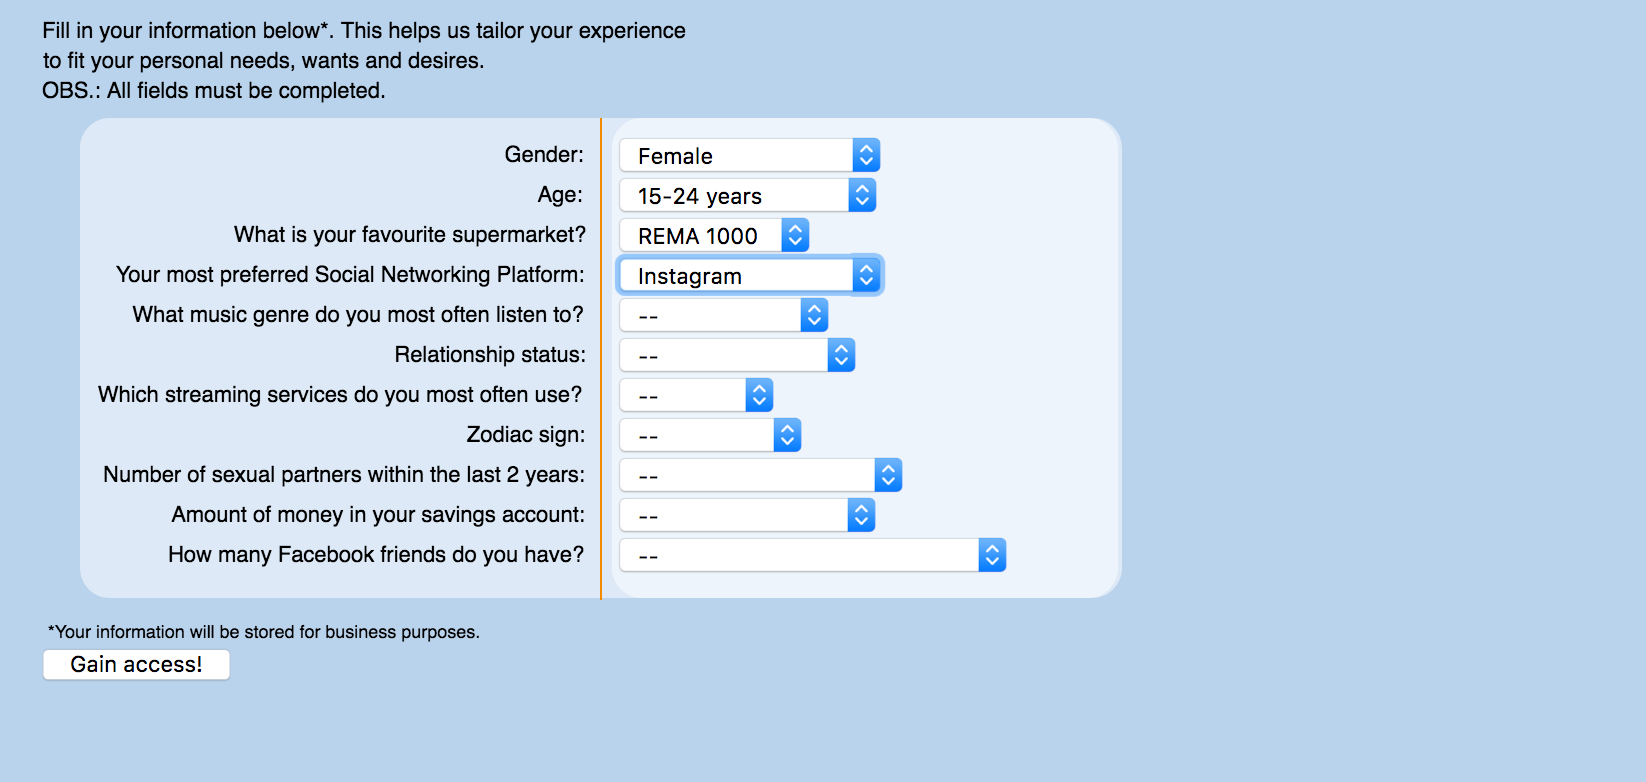 Fill in your information below*. This helps us tailor your experience
to fit your personal needs, wants and desires.
OBS.: All fields must be completed.
Gender: Female
Age: 15-24 years
What is your favourite supermarket? REMA 1000
Your most preferred Social Networking Platform: Instagram
What music genre do you most often listen to? --
Relationship status: --
Which streaming services do you most often use? --
Zodiac sign: --
Number of sexual partners within the last 2 years: --
Amount of money in your savings account: --
How many Facebook friends do you have? --
*Your information will be stored for business purposes.
Gain access!